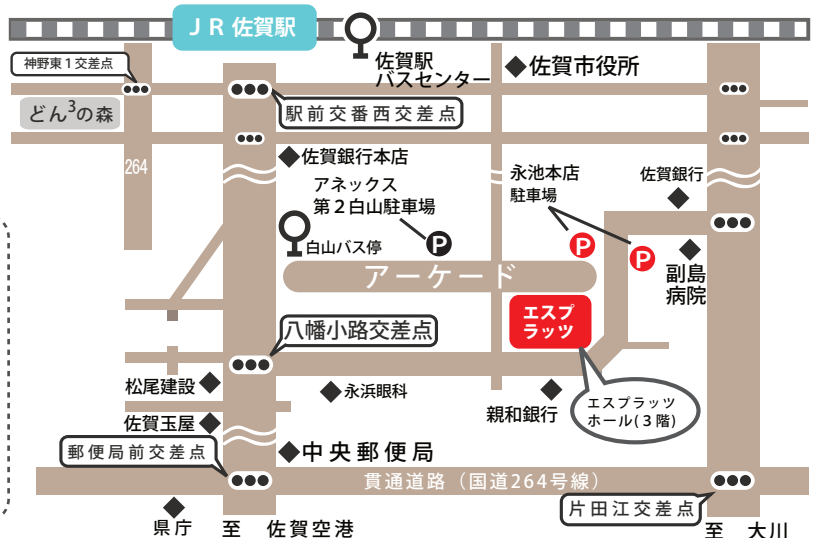 JR 佐賀駅
佐賀駅
バスセンター
佐賀市役所
神野東1交差点
どん3の森
駅前交番西交差点
264
佐賀銀行本店
アネックス
第2白山駐車場
P
永池本店
駐車場
P
P
佐賀銀行
白山バス停
アーケード
副島
病院
エスプ
ラッツ
八幡小路交差点
松尾建設
永浜眼科
親和銀行
エスプラッツ
ホール(3階)
佐賀玉屋
郵便局前交差点
中央郵便局
貫通道路（国道264号線）
片田江交差点
県庁
至 佐賀空港
至 大川